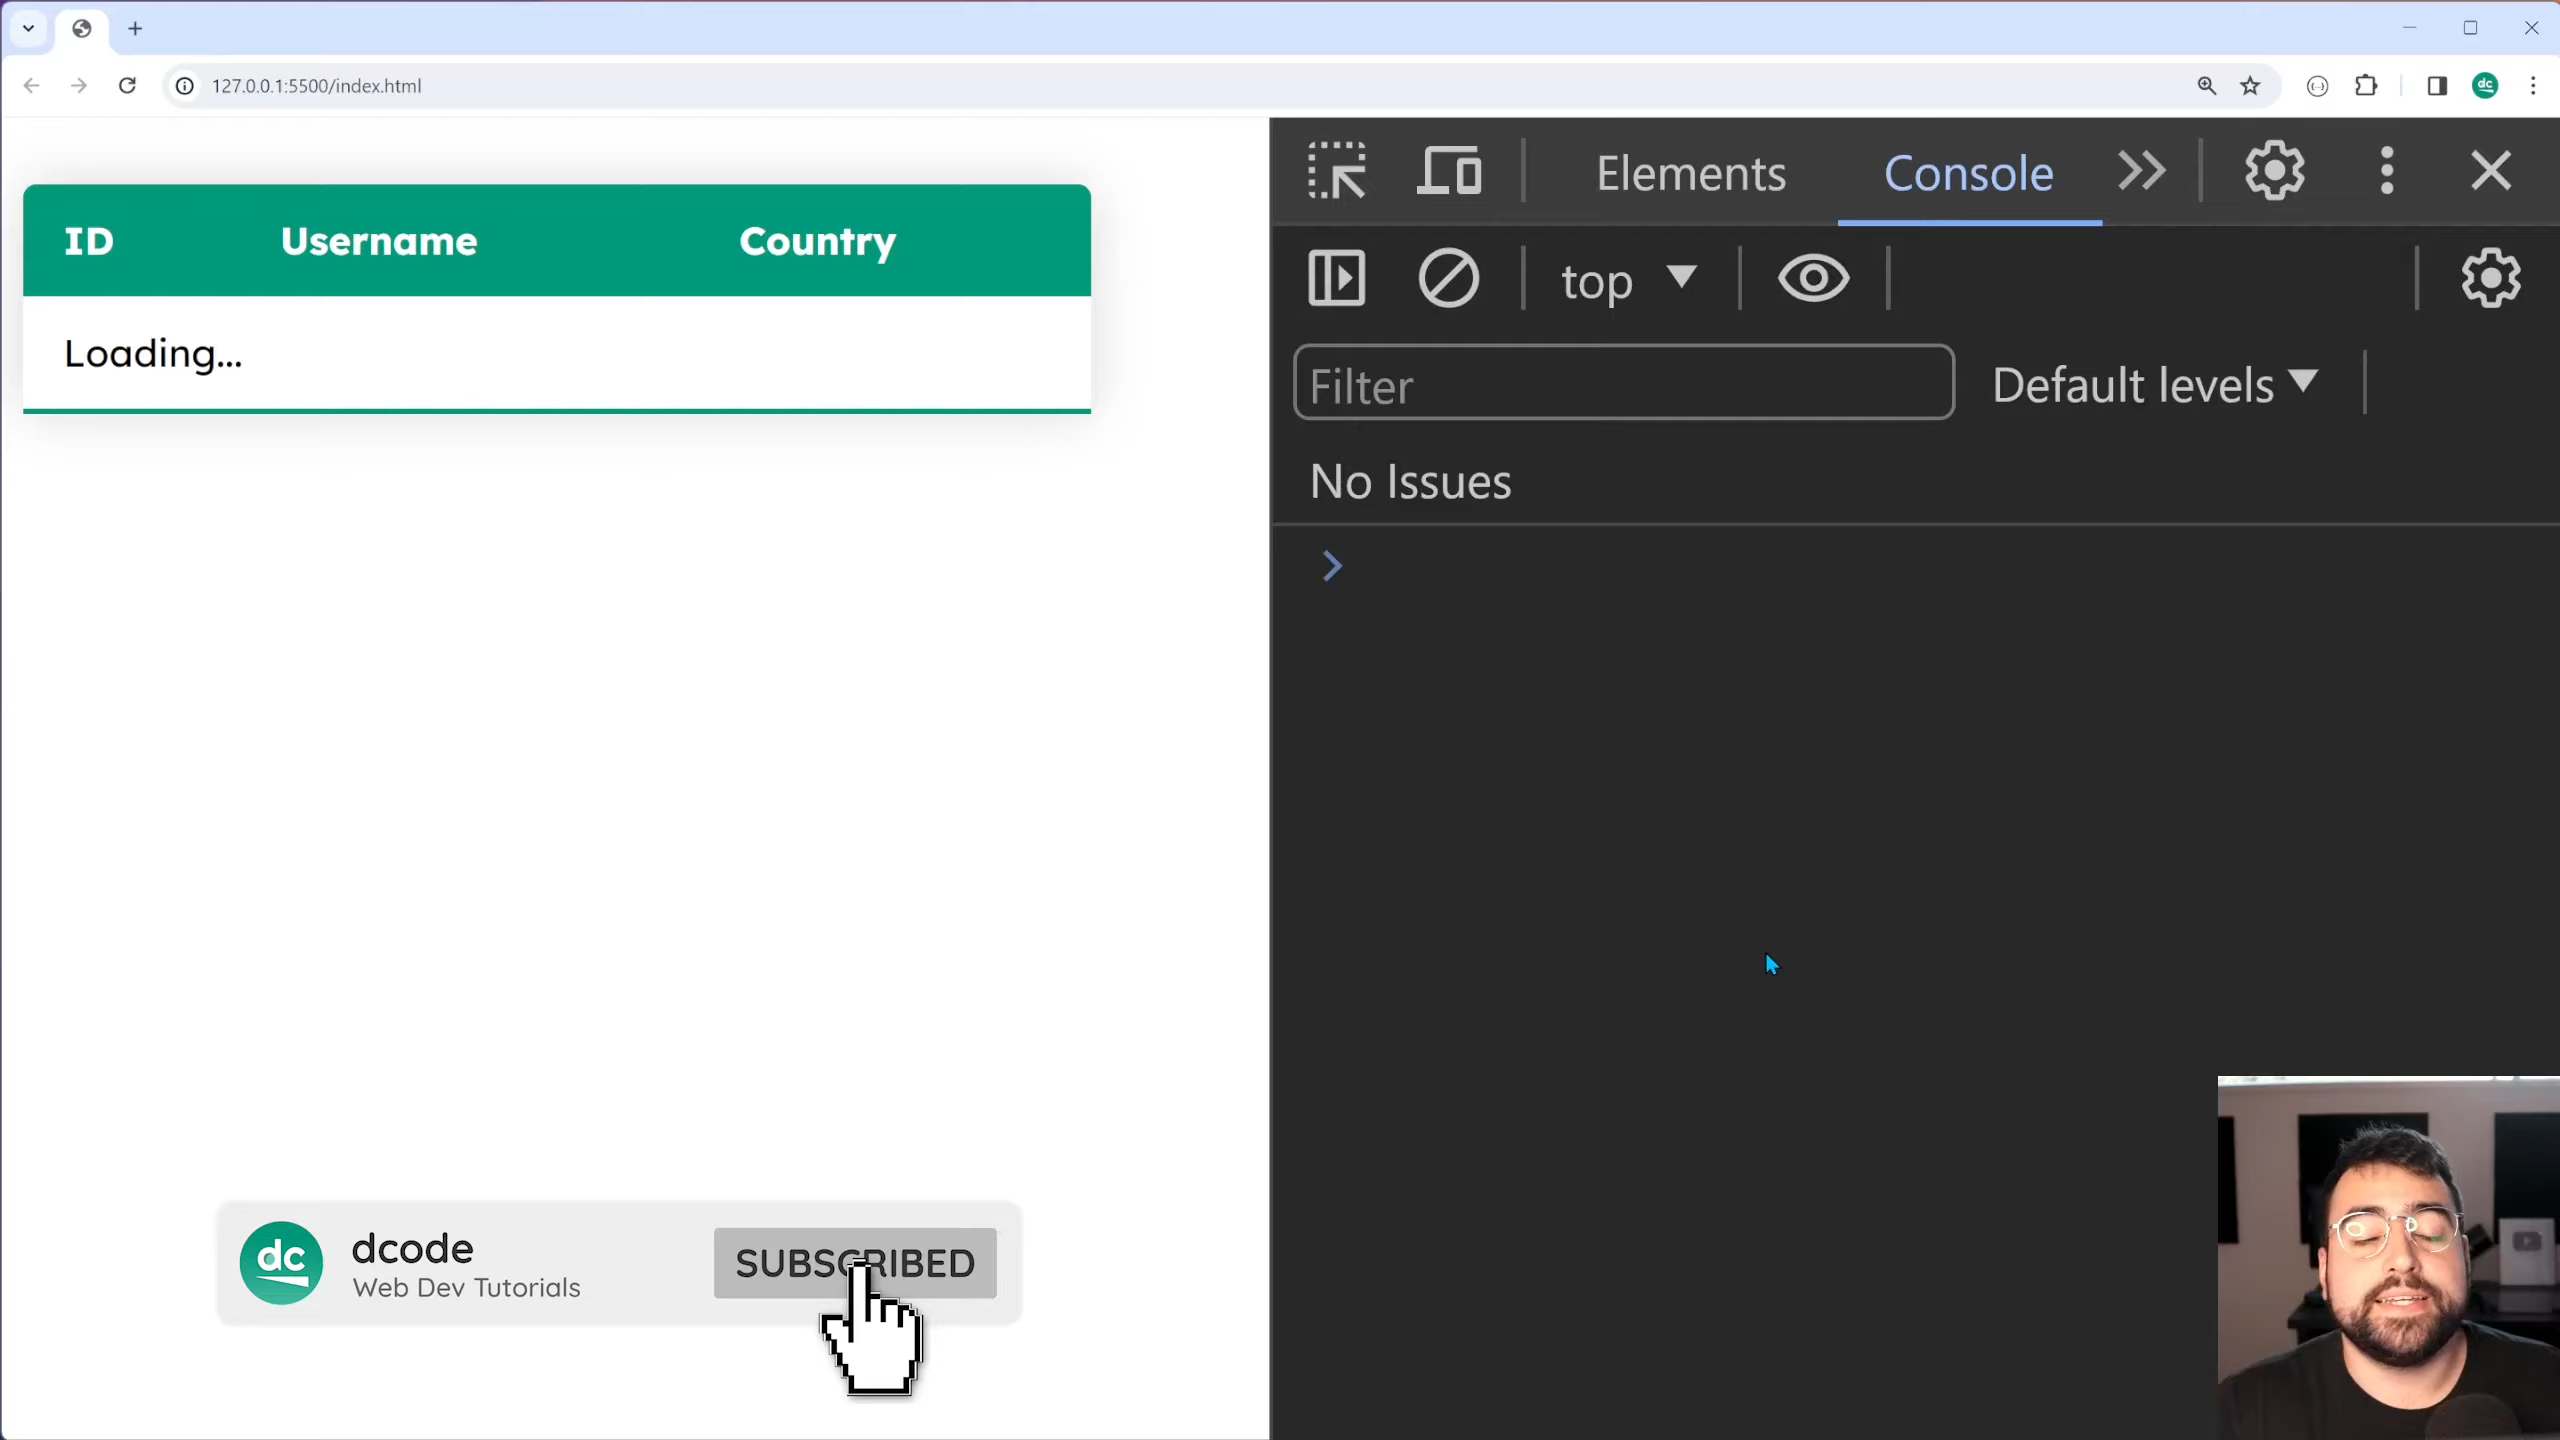 127.0.0.1:5500/index.html
dc
Elements Console
ID Username Country
top
Loading...
Filter
Default levels
No Issues
dc
dcode
Web Dev Tutorials
SUBSCRIBED